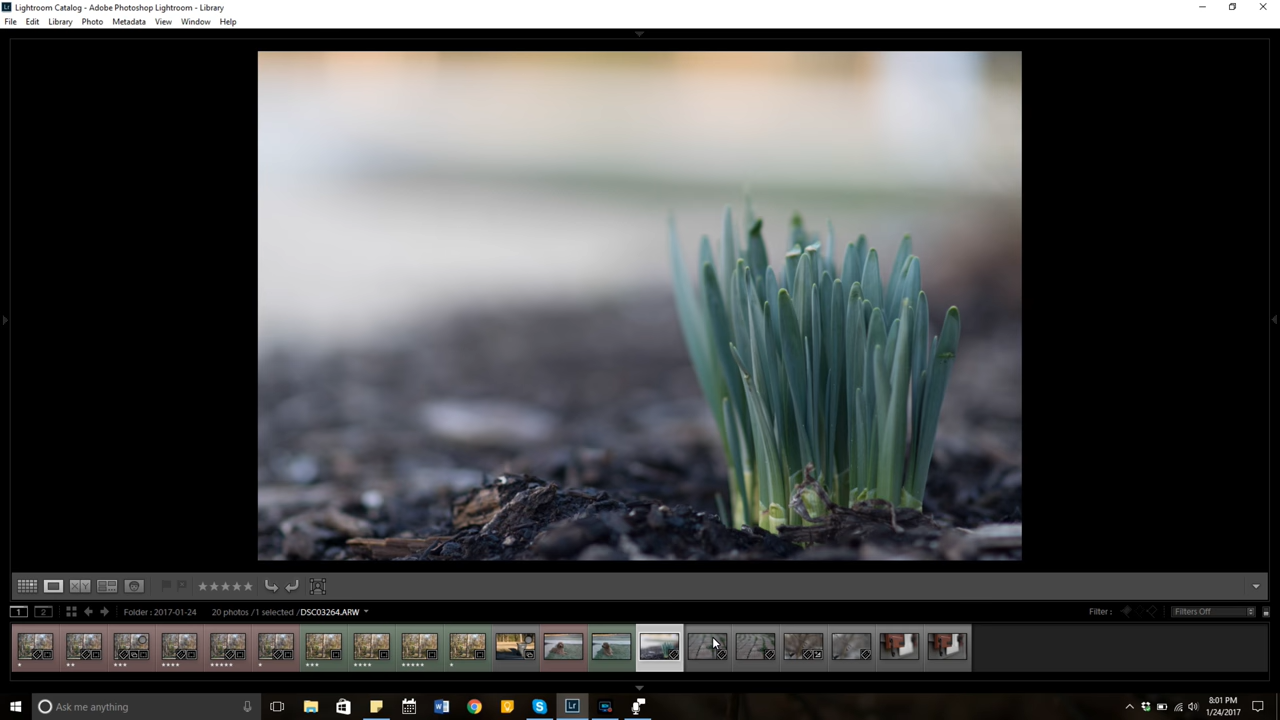 Lightroom Catalog - Adobe Photoshop Lightroom - Library
File Edit Library Photo Metadata View Window Help
1 2 Folder : 2017-01-24 20 photos / 1 selected / DSC03264.ARW Filter : Filters Off
Ask me anything
8:01 PM
1/24/2017